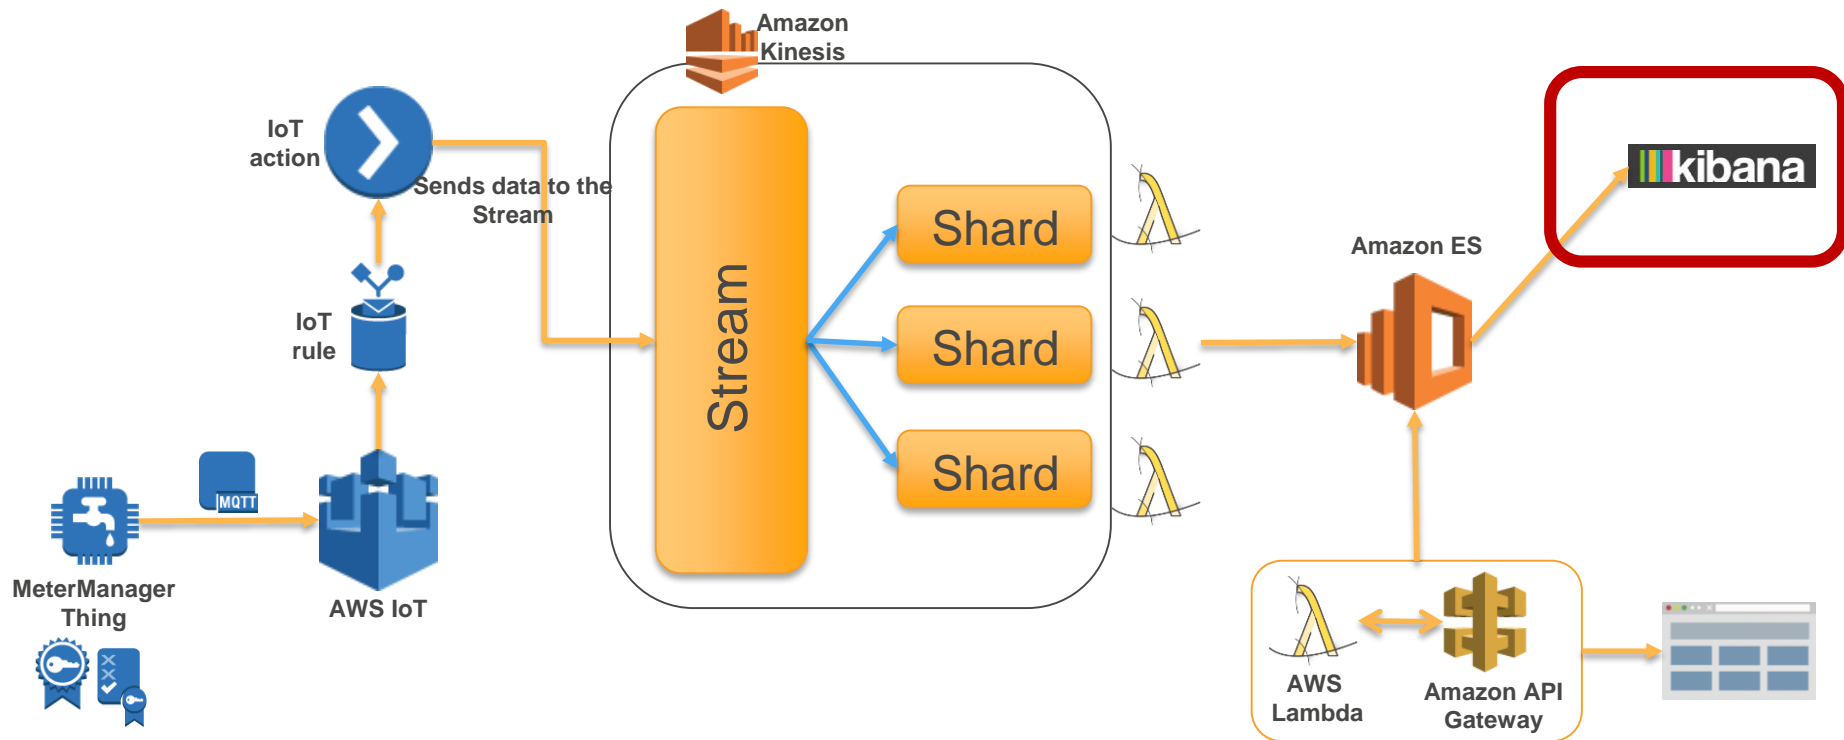 Amazon
Kinesis
IoT
action
Sends data to the
Stream
IoT
rule
MQTT
MeterManager
Thing
AWS IoT
Stream
Shard
Shard
Shard
Amazon ES
kibana
AWS
Lambda
Amazon API
Gateway